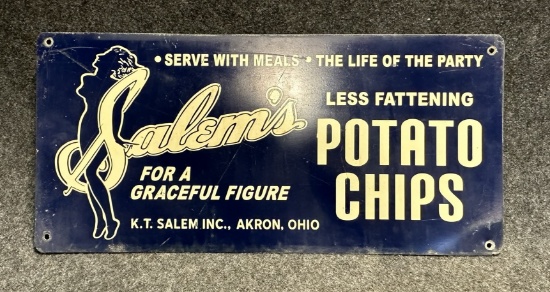 • SERVE WITH MEALS • THE LIFE OF THE PARTY
Salem's
LESS FATTENING
POTATO
CHIPS
FOR A
GRACEFUL FIGURE
K.T. SALEM INC., AKRON, OHIO